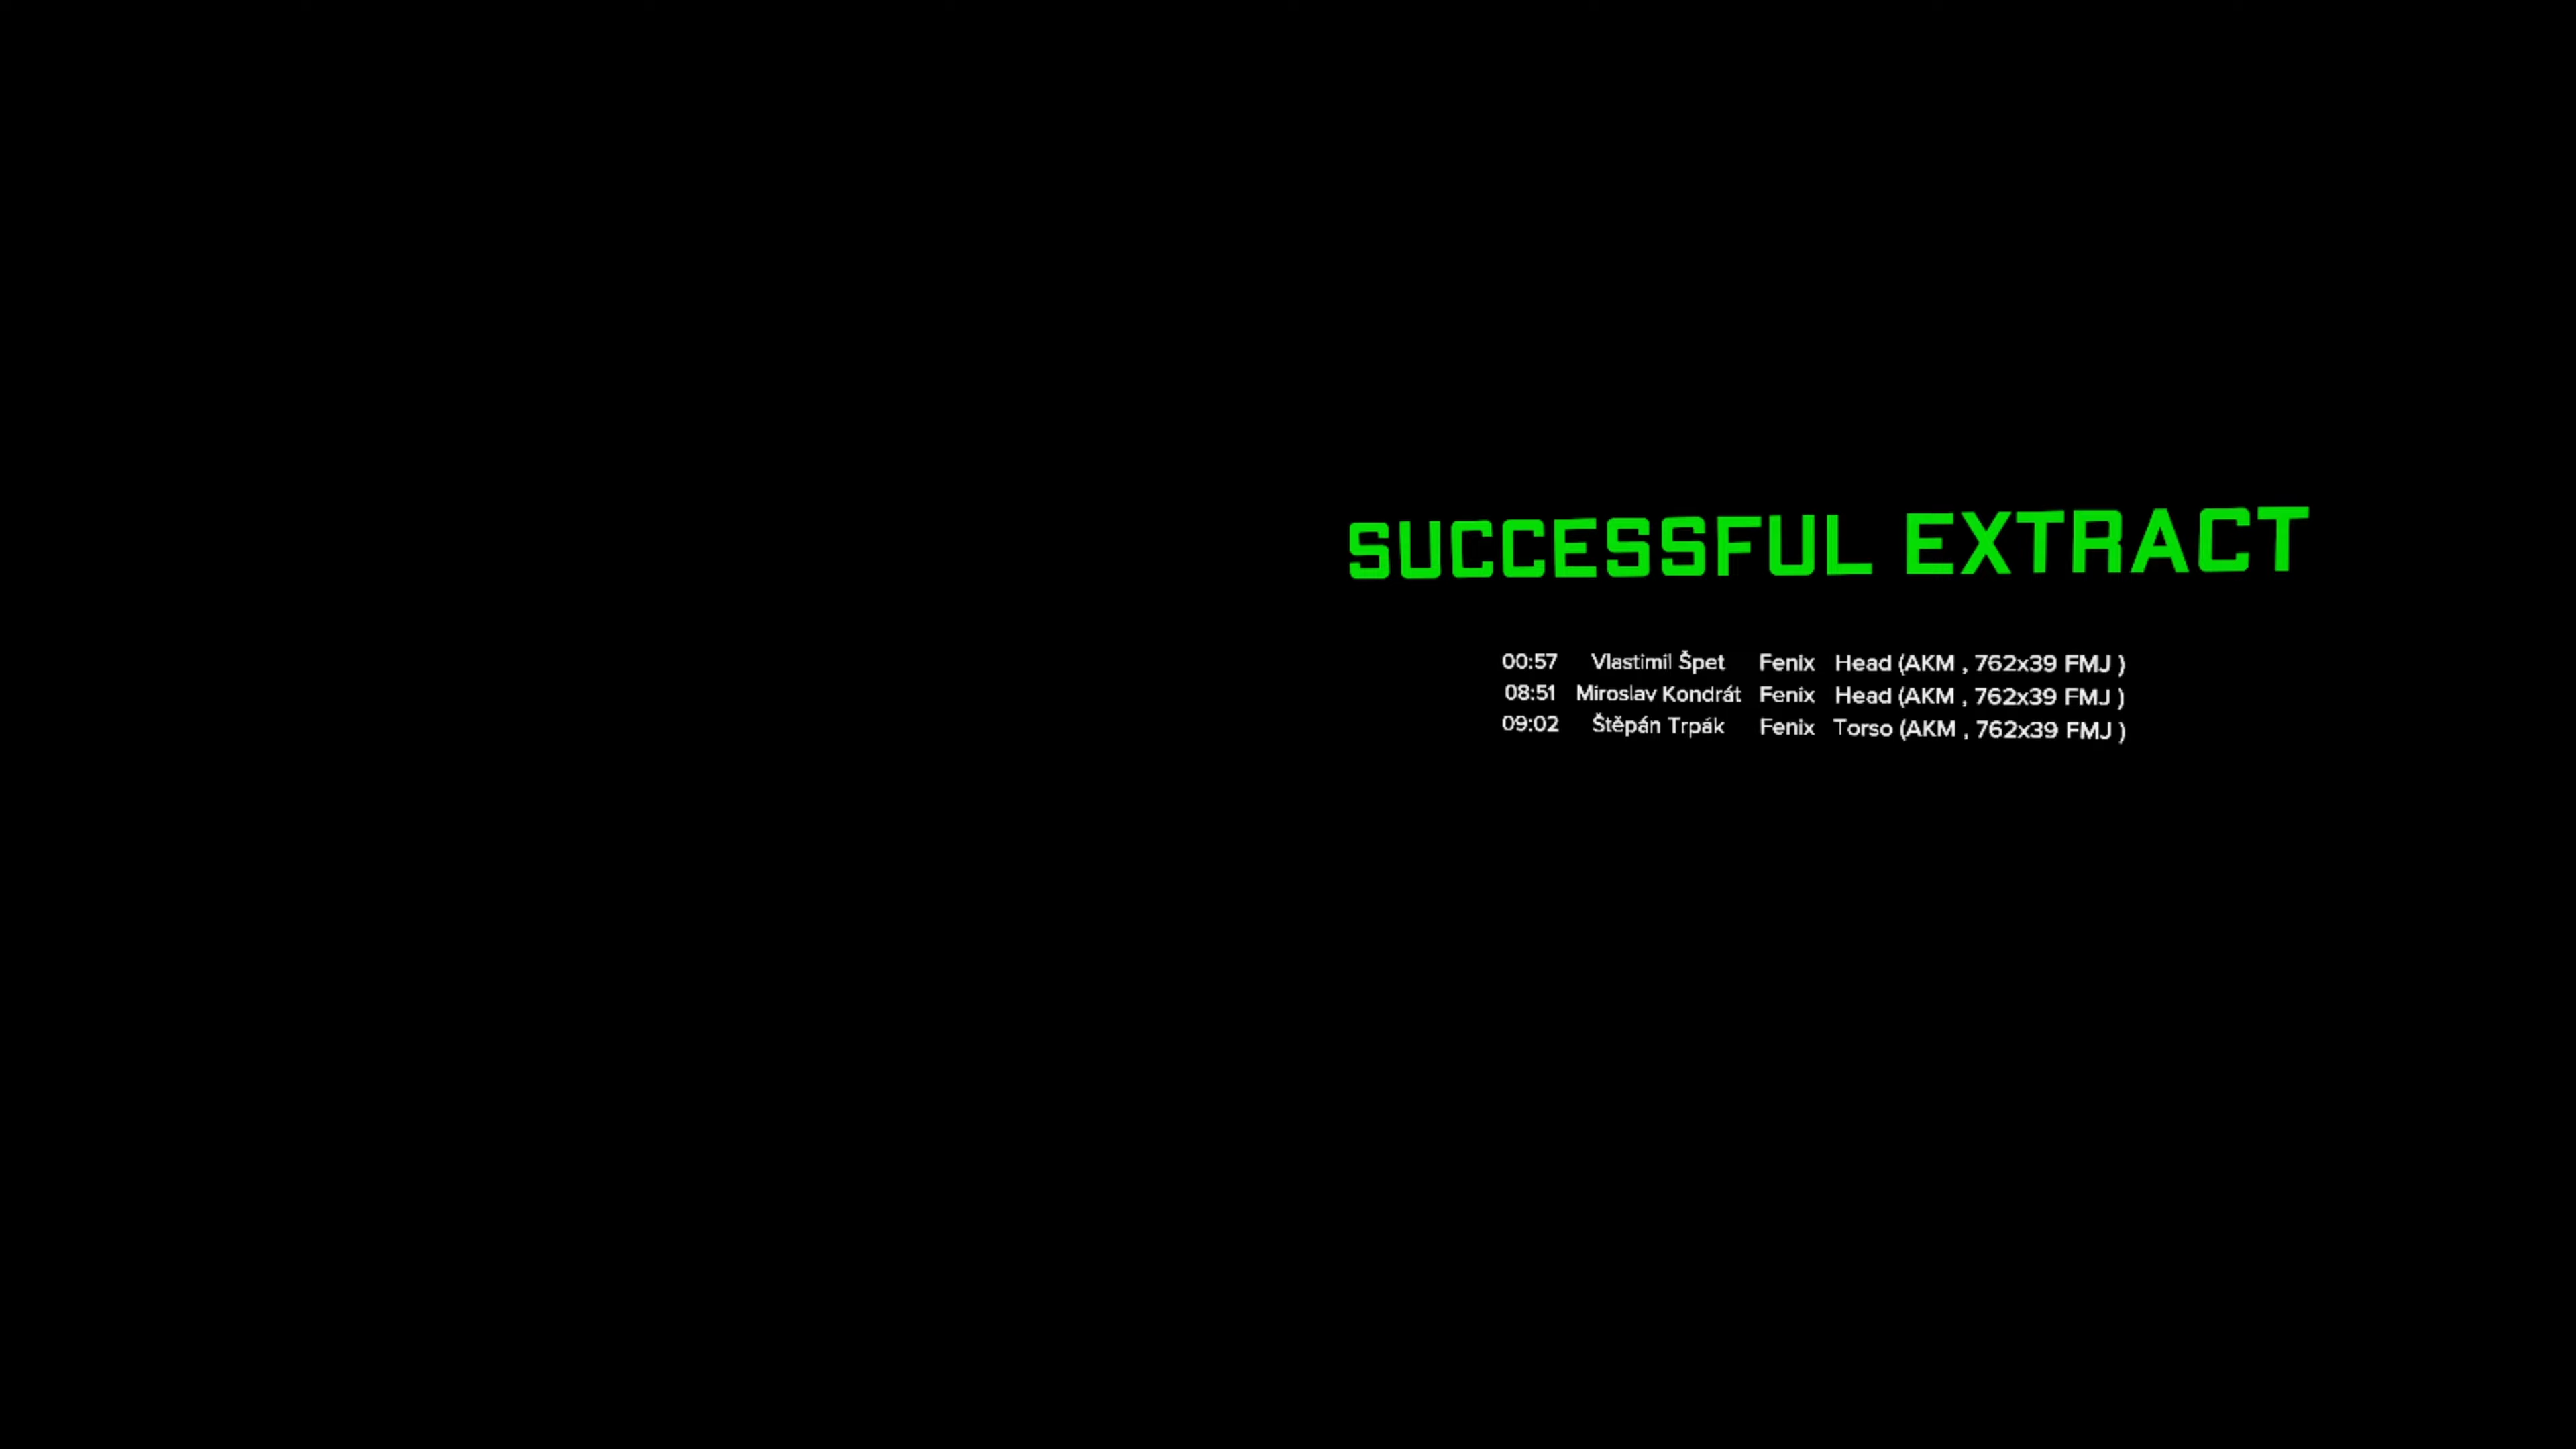 SUCCESSFUL EXTRACT
00:57 Vlastimil Špet Fenix Head (AKM , 762x39 FMJ )
08:51 Miroslav Kondrát Fenix Head (AKM , 762x39 FMJ )
09:02 Štěpán Trpák Fenix Torso (AKM , 762x39 FMJ )